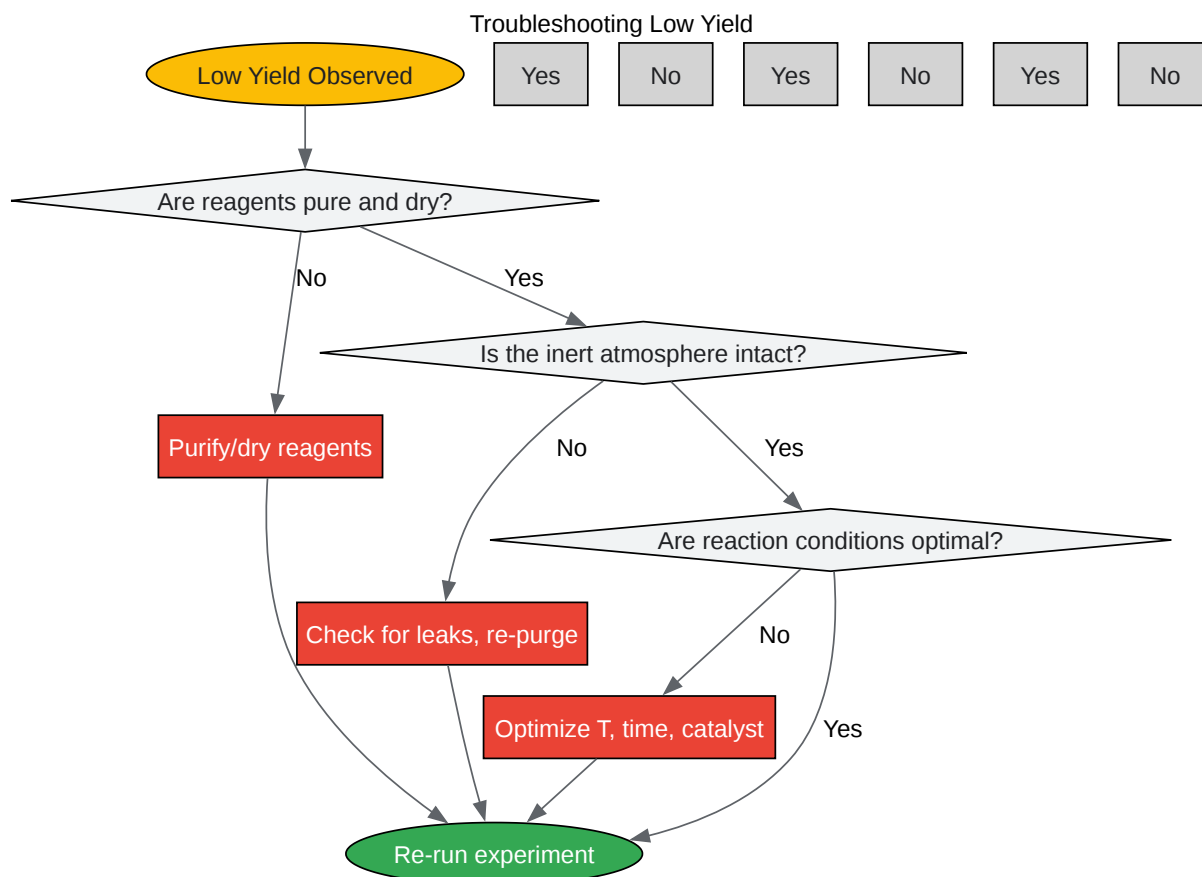 Troubleshooting Low Yield
Low Yield Observed
Yes
No
Yes
No
Yes
No
Are reagents pure and dry?
No
Yes
Is the inert atmosphere intact?
Purify/dry reagents
No
Yes
Are reaction conditions optimal?
Check for leaks, re-purge
No
Optimize T, time, catalyst
Yes
Re-run experiment